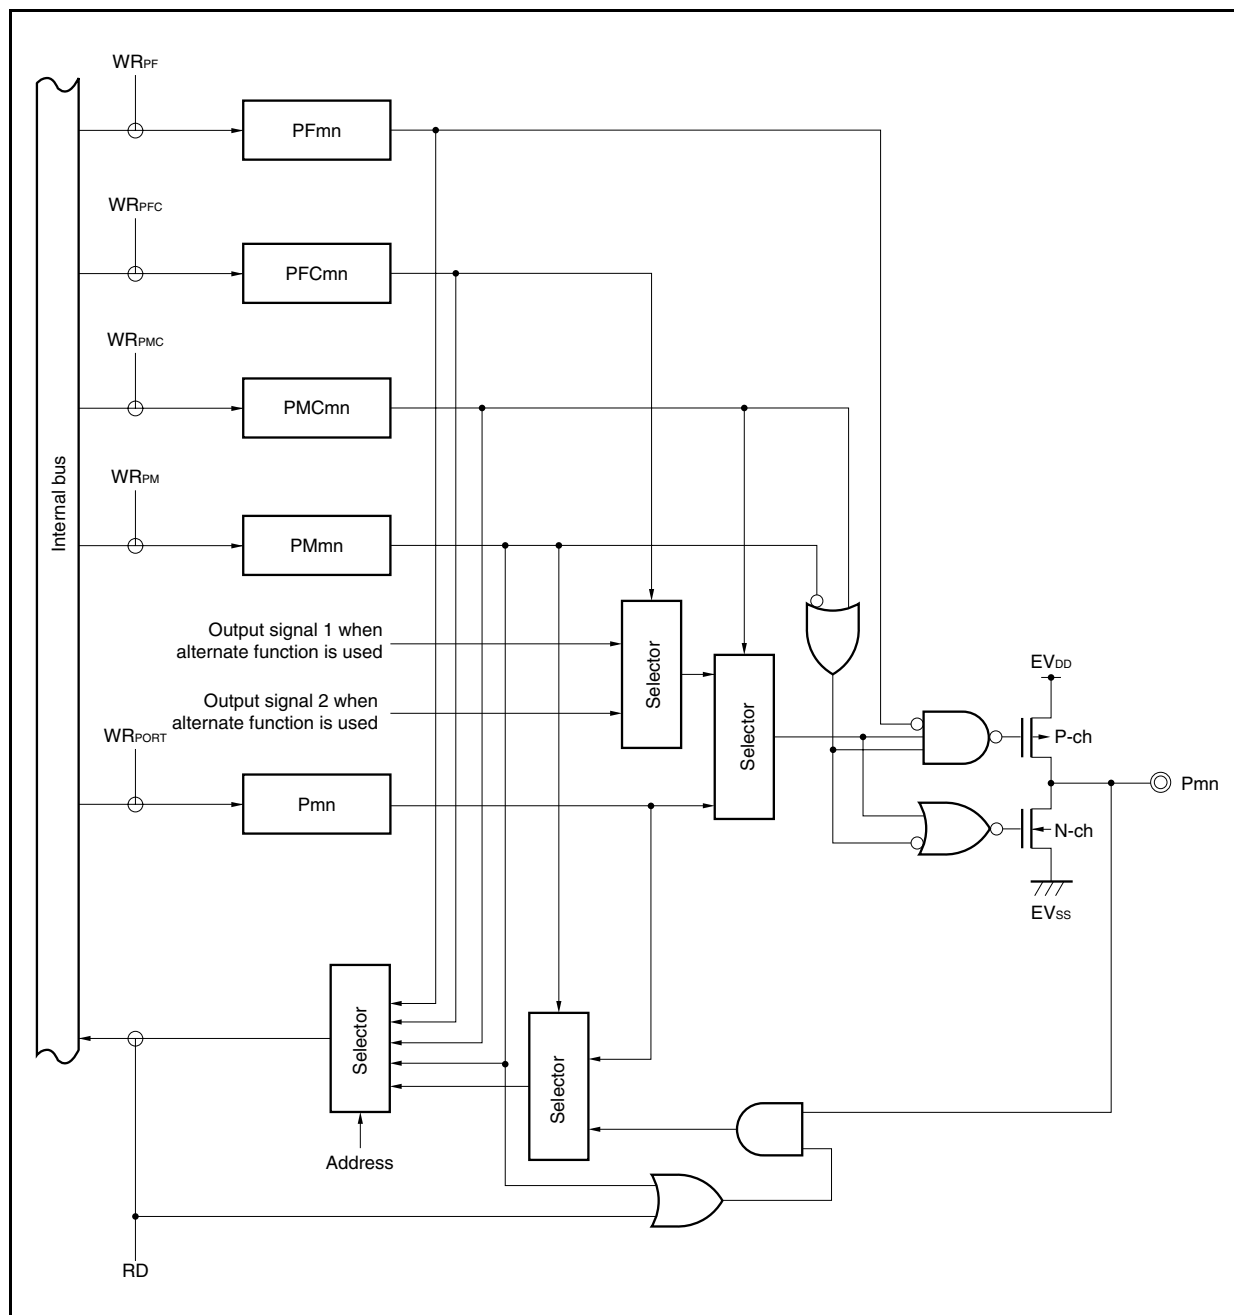 WRPF
PFmn
WRPFC
PFCmn
WRPMC
PMCmn
WRPM
Internal bus
PMmn
Output signal 1 when
alternate function is used
Selector
Output signal 2 when
alternate function is used
Selector
EVDD
P-ch
WRPORT
Pmn
Pmn
N-ch
EVSS
Selector
Selector
Address
RD